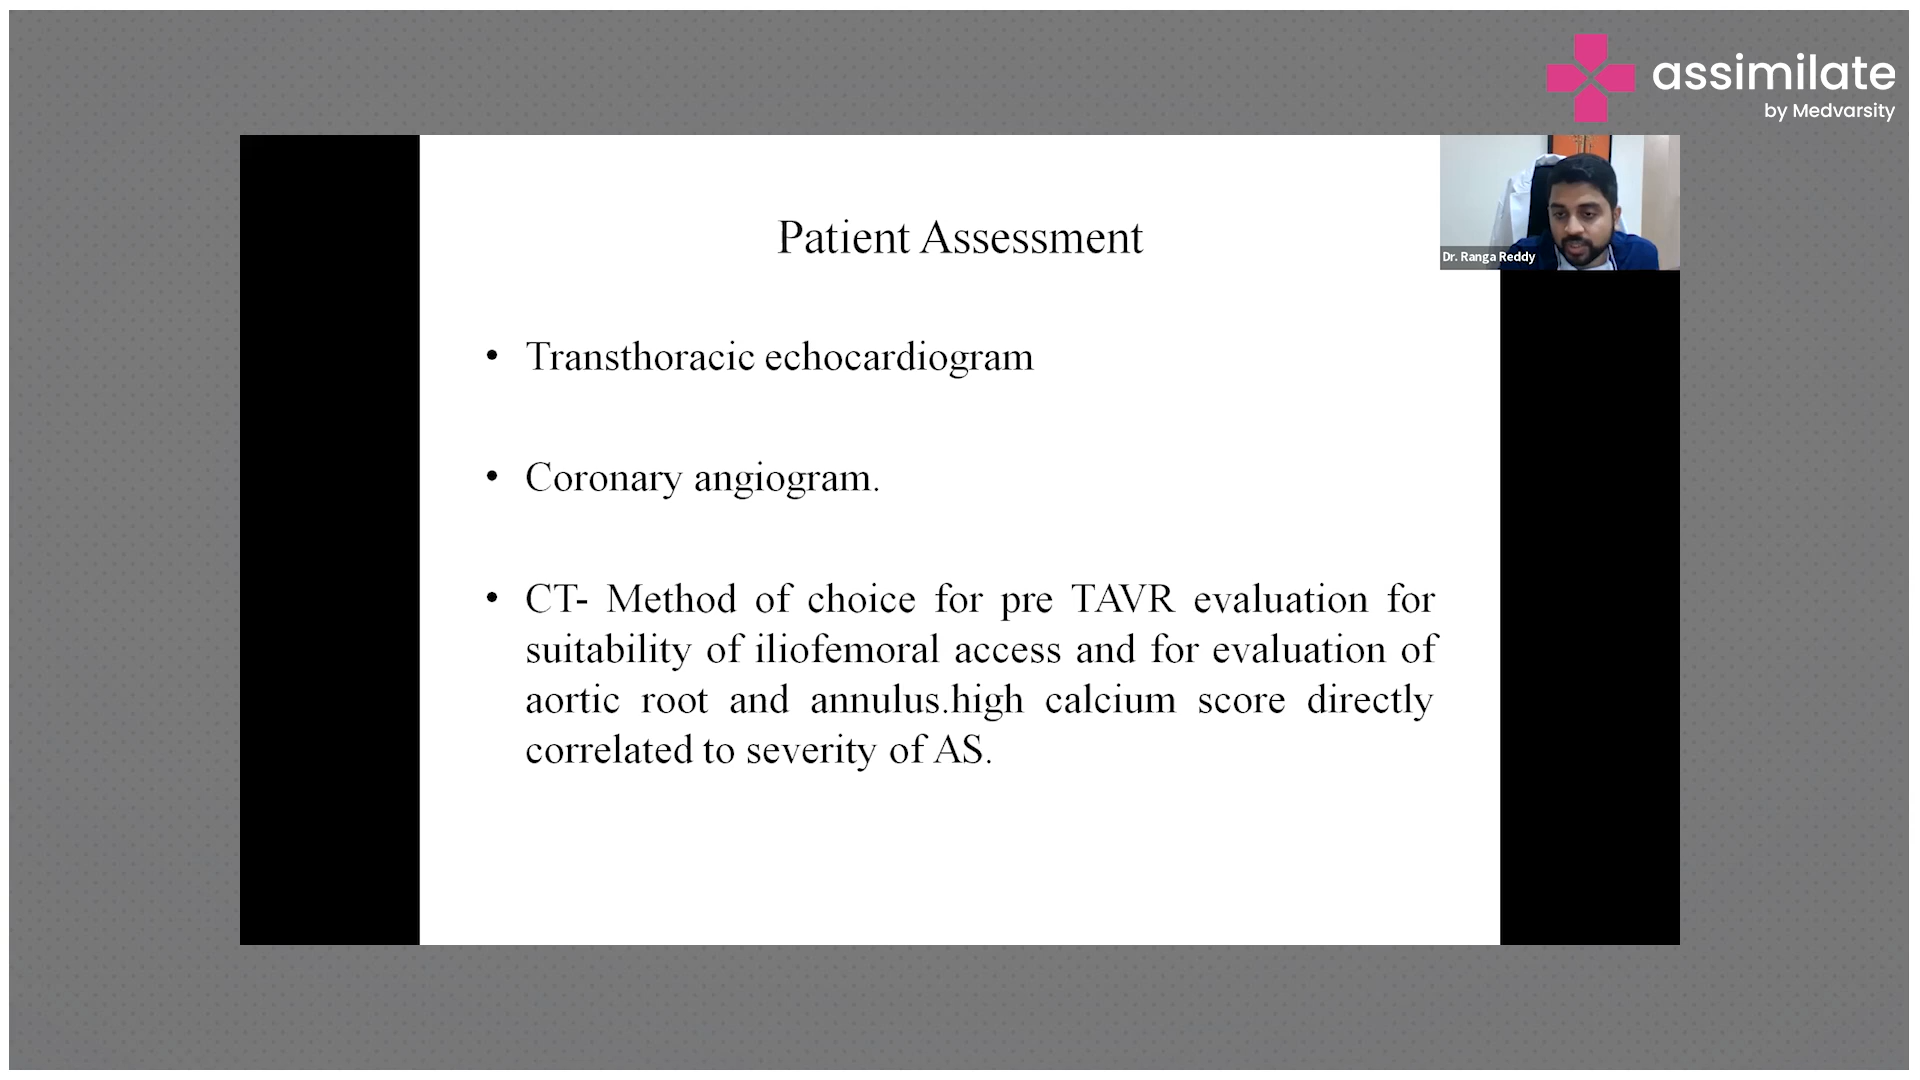 assimilate
by Medvarsity
Patient Assessment
Dr. Ranga Reddy
• Transthoracic echocardiogram
• Coronary angiogram.
• CT- Method of choice for pre TAVR evaluation for
suitability of iliofemoral access and for evaluation of
aortic root and annulus.high calcium score directly
correlated to severity of AS.